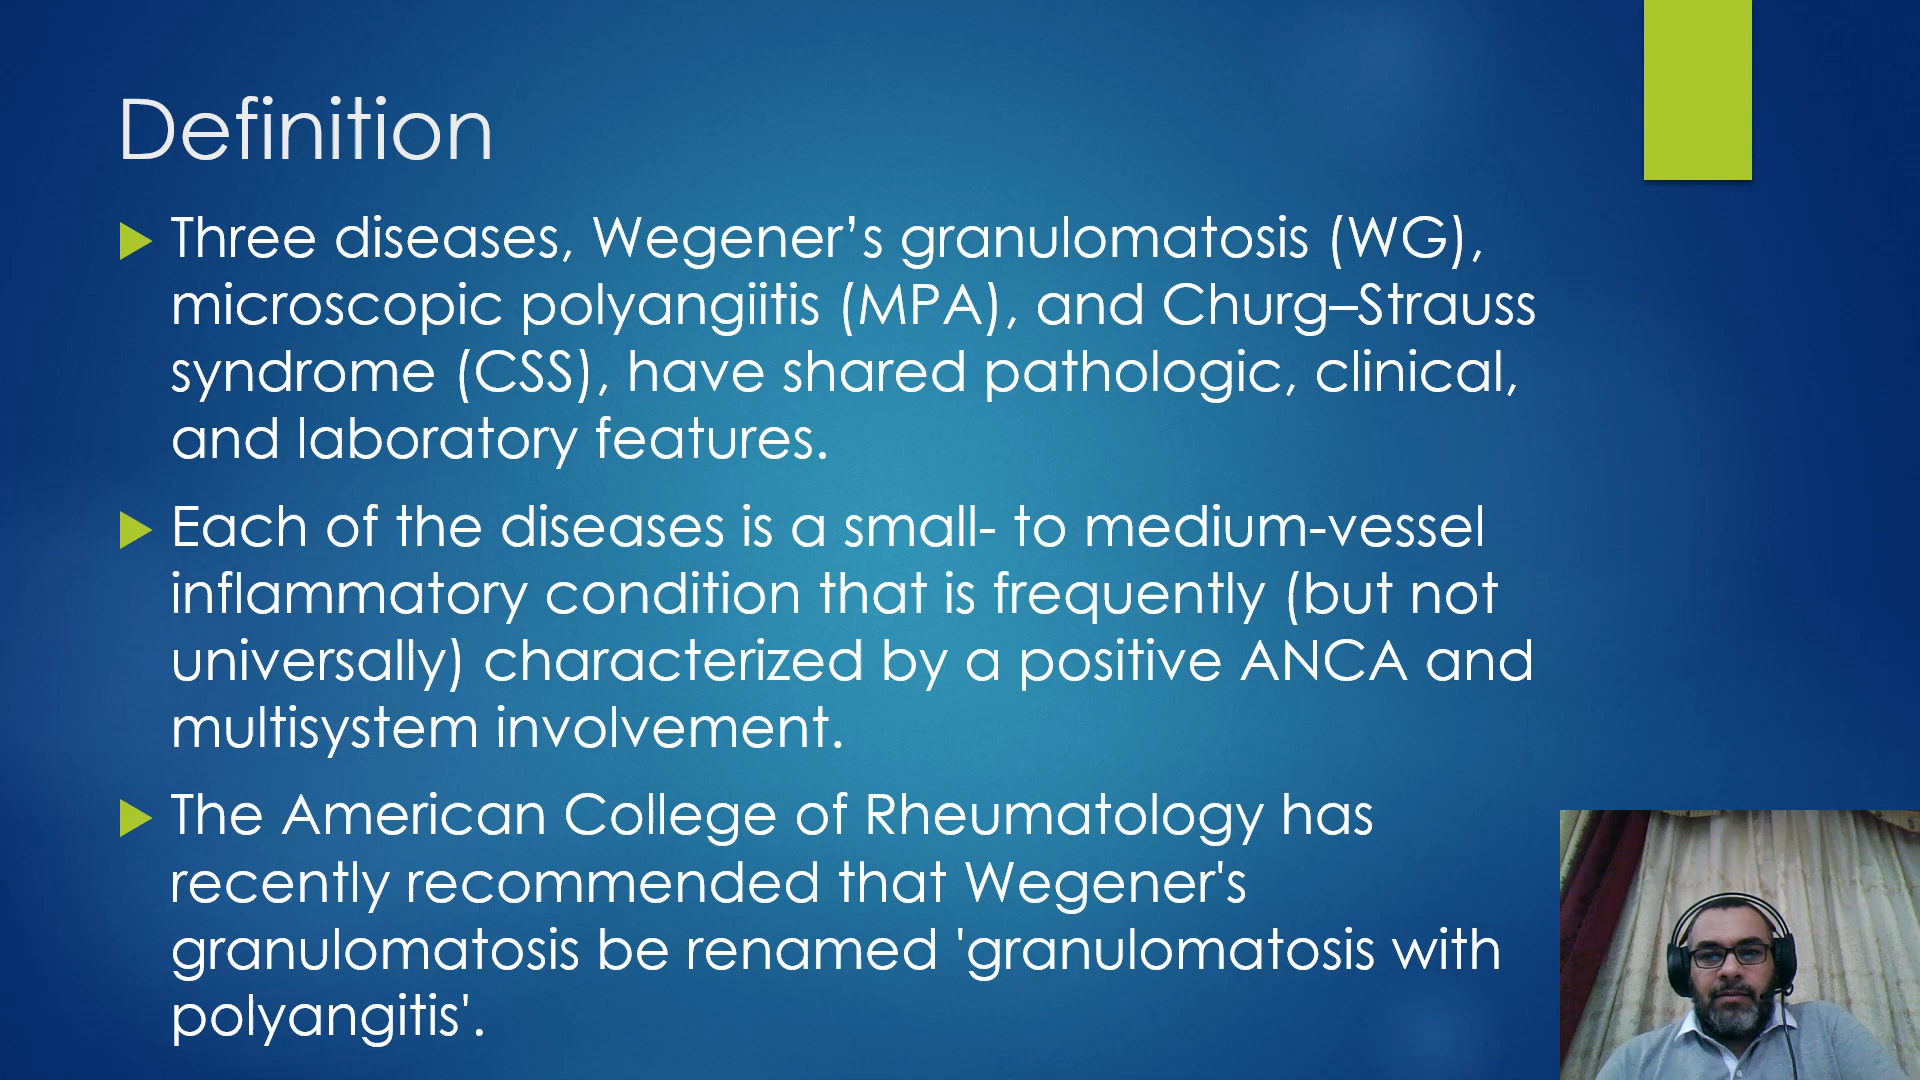 Definition
Three diseases, Wegener’s granulomatosis (WG),
microscopic polyangiitis (MPA), and Churg–Strauss
syndrome (CSS), have shared pathologic, clinical,
and laboratory features.
Each of the diseases is a small- to medium-vessel
inflammatory condition that is frequently (but not
universally) characterized by a positive ANCA and
multisystem involvement.
The American College of Rheumatology has
recently recommended that Wegener's
granulomatosis be renamed 'granulomatosis with
polyangitis'.